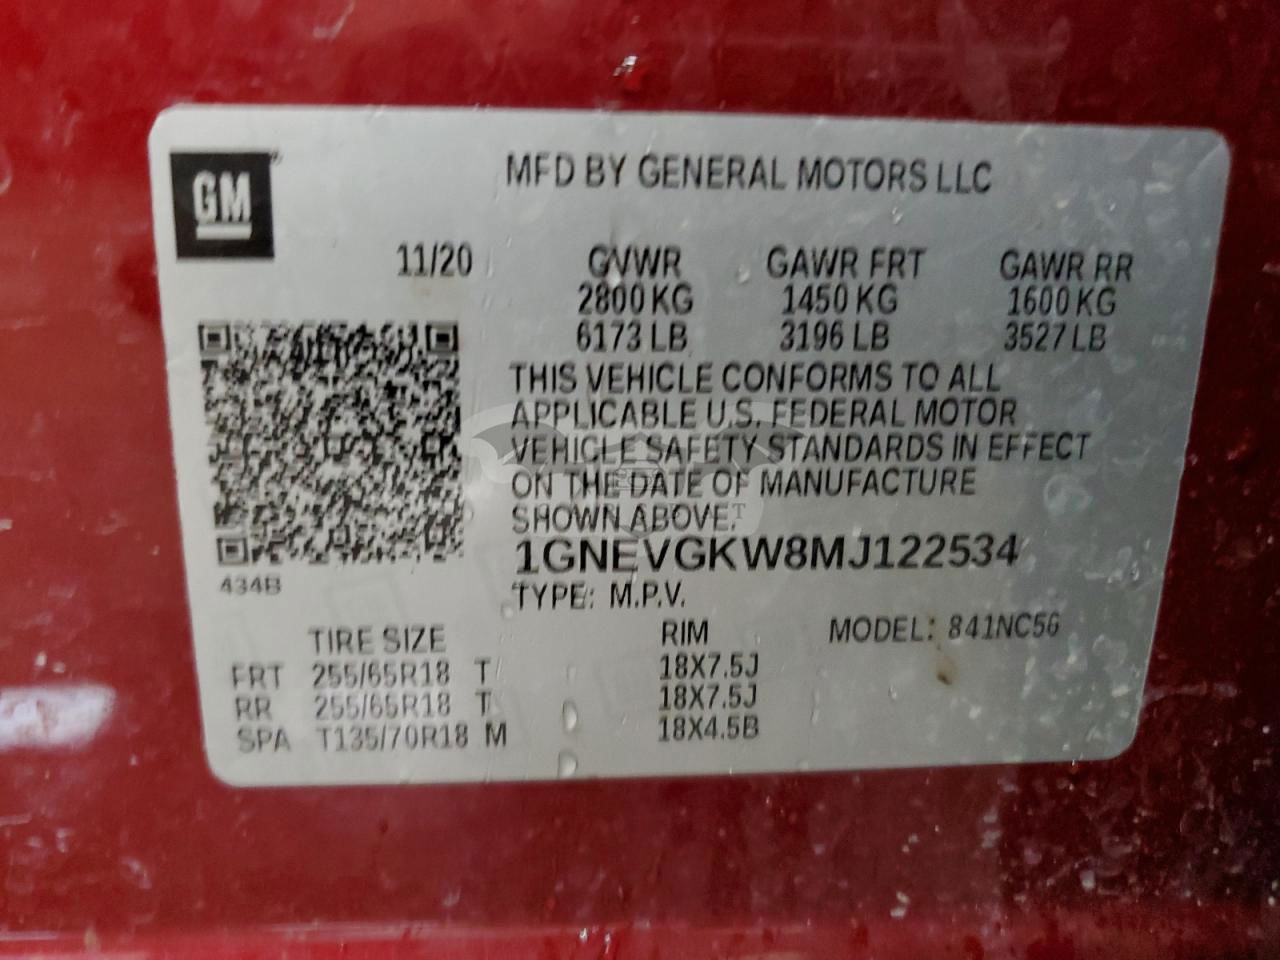 GM
MFD BY GENERAL MOTORS LLC
11/20 GVWR GAWR FRT GAWR RR
2800 KG 1450 KG 1600 KG
6173 LB 3196 LB 3527 LB
THIS VEHICLE CONFORMS TO ALL
APPLICABLE U.S. FEDERAL MOTOR
VEHICLE SAFETY STANDARDS IN EFFECT
ON THE DATE OF MANUFACTURE
SHOWN ABOVE.
1GNEVGKW8MJ122534
434B
TYPE: M.P.V.
TIRE SIZE RIM MODEL: 841NC56
FRT 255/65R18 T 18X7.5J
RR 255/65R18 T 18X7.5J
SPA T135/70R18 M 18X4.5B